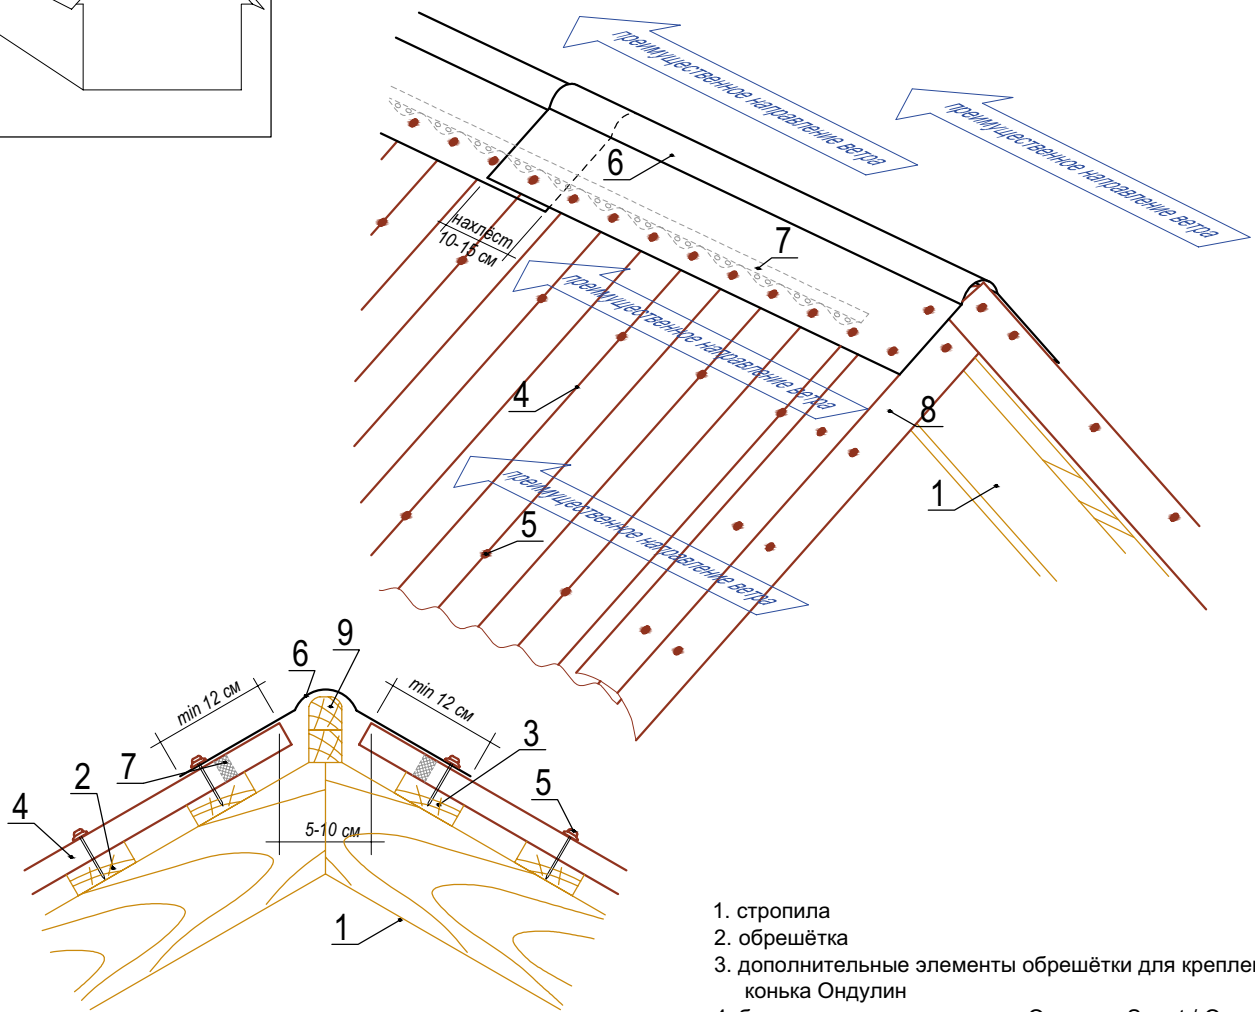 преимущественное направление ветра
преимущественное направление ветра
6
7
нахлёст
10-15 см
преимущественное направление ветра
4
8
1
преимущественное направление ветра
5
9
6
min 12 см
min 12 см
3
7
2
5
4
5-10 см
1
1. стропила
2. обрешётка
3. дополнительные элементы обрешётки для
конька Ондулин